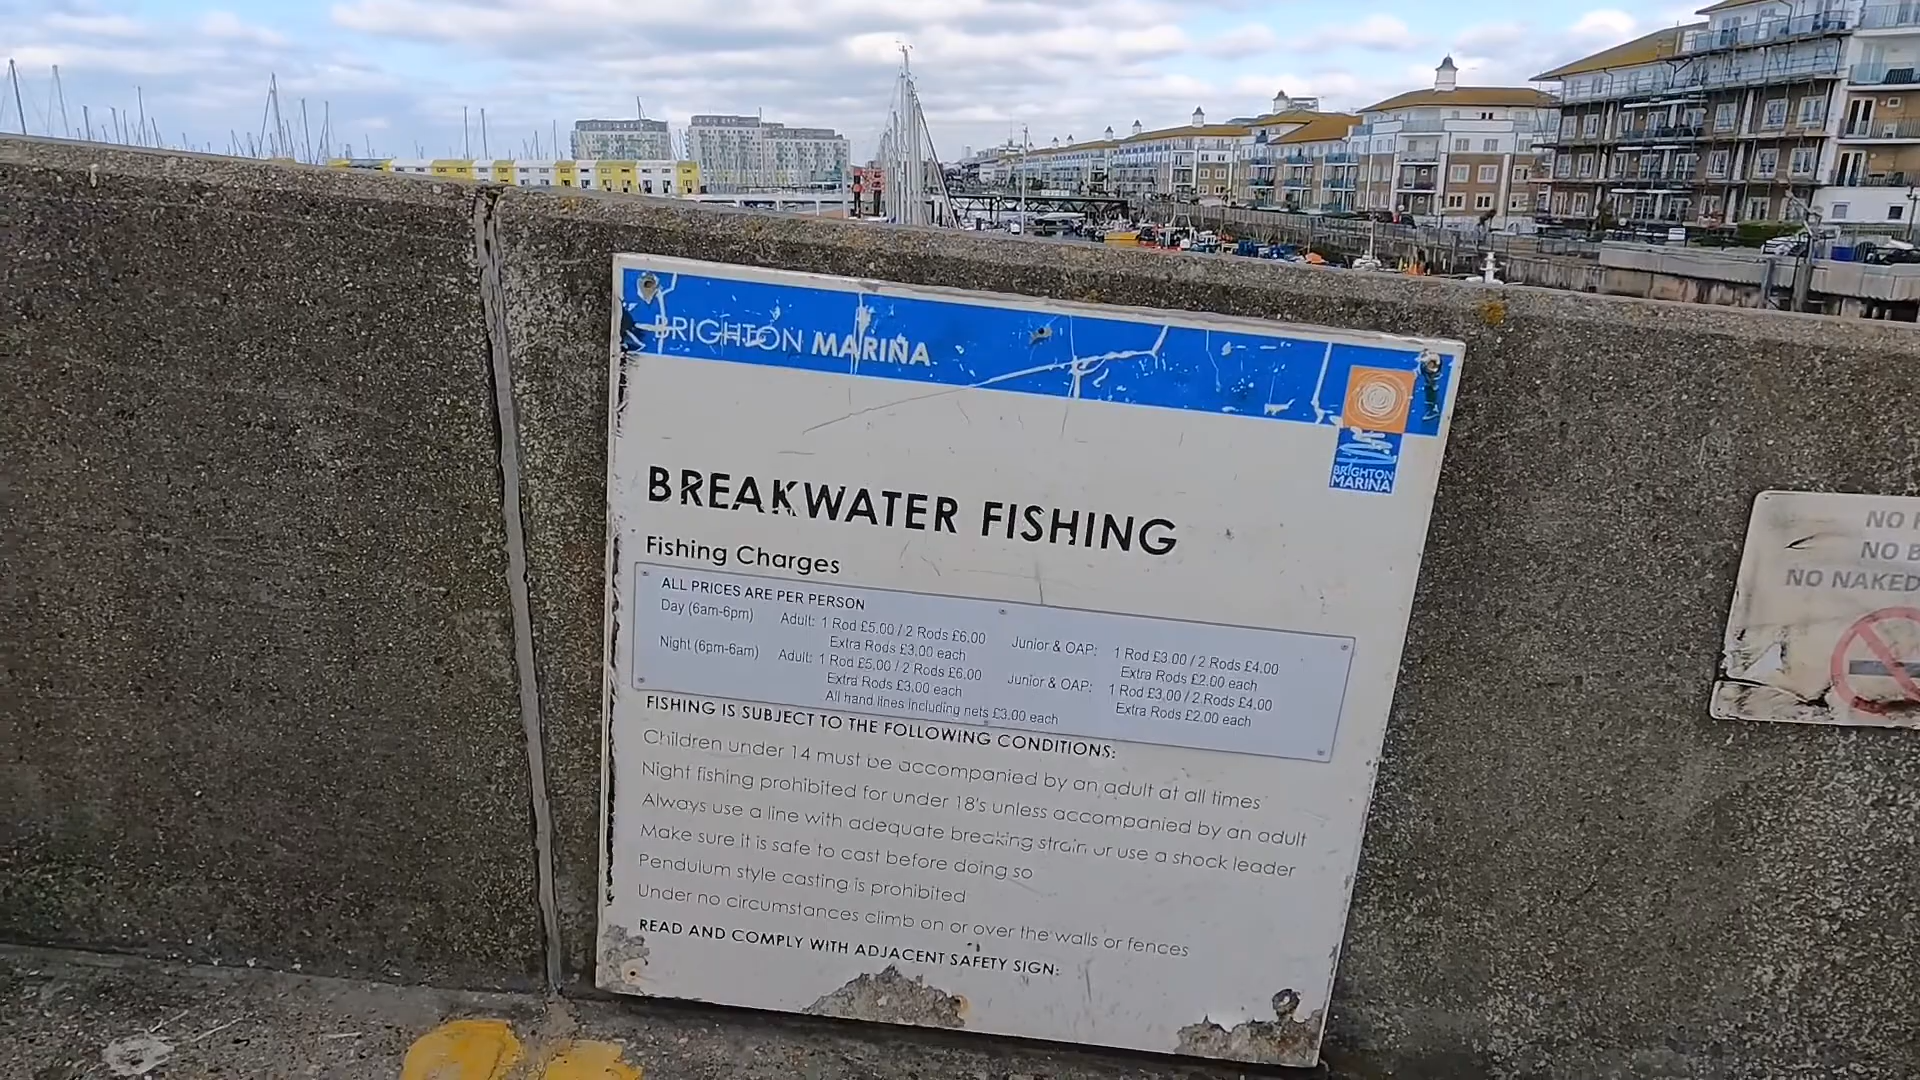 BRIGHTON MARINA
BRIGHTON
MARINA
BREAKWATER FISHING
Fishing Charges
ALL PRICES ARE PER PERSON
Day (6am-6pm) Adult: 1 Rod £5.00 / 2 Rods £6.00 Junior & OAP: 1 Rod £3.00 / 2 Rods £4.00
Extra Rods £3.00 each Extra Rods £2.00 each
Night (6pm-6am) Adult: 1 Rod £5.00 / 2 Rods £6.00 Junior & OAP: 1 Rod £3.00 / 2 Rods £4.00
Extra Rods £3.00 each Extra Rods £2.00 each
All hand lines including nets £3.00 each
FISHING IS SUBJECT TO THE FOLLOWING CONDITIONS:
Children under 14 must be accompanied by an adult at all times
Night fishing prohibited for under 18's unless accompanied by an adult
Always use a line with adequate breaking strain or use a shock leader
Make sure it is safe to cast before doing so
Pendulum style casting is prohibited
Under no circumstances climb on or over the walls or fences
READ AND COMPLY WITH ADJACENT SAFETY SIGN:
NO
NO
NO NAKED